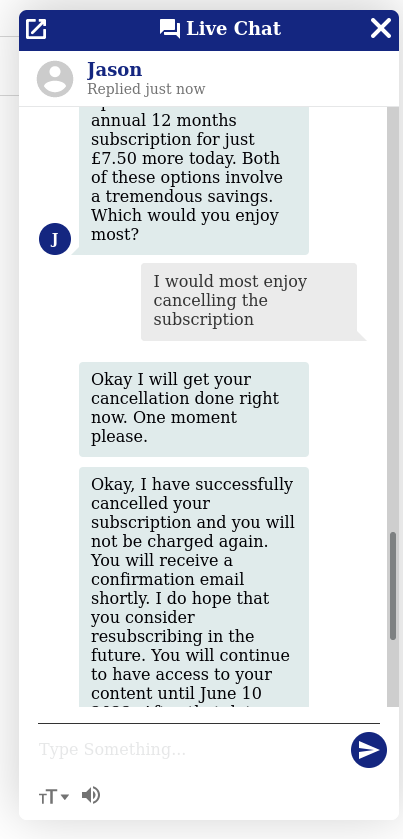 Live Chat
Jason
Replied just now
annual 12 months
subscription for just
£7.50 more today. Both
of these options involve
a tremendous savings.
Which would you enjoy
most?
J
I would most enjoy
cancelling the
subscription
Okay I will get your
cancellation done right
now. One moment
please.
Okay, I have successfully
cancelled your
subscription and you will
not be charged again.
You will receive a
confirmation email
shortly. I do hope that
you consider
resubscribing in the
future. You will continue
to have access to your
content until June 10
Type Something...
TT